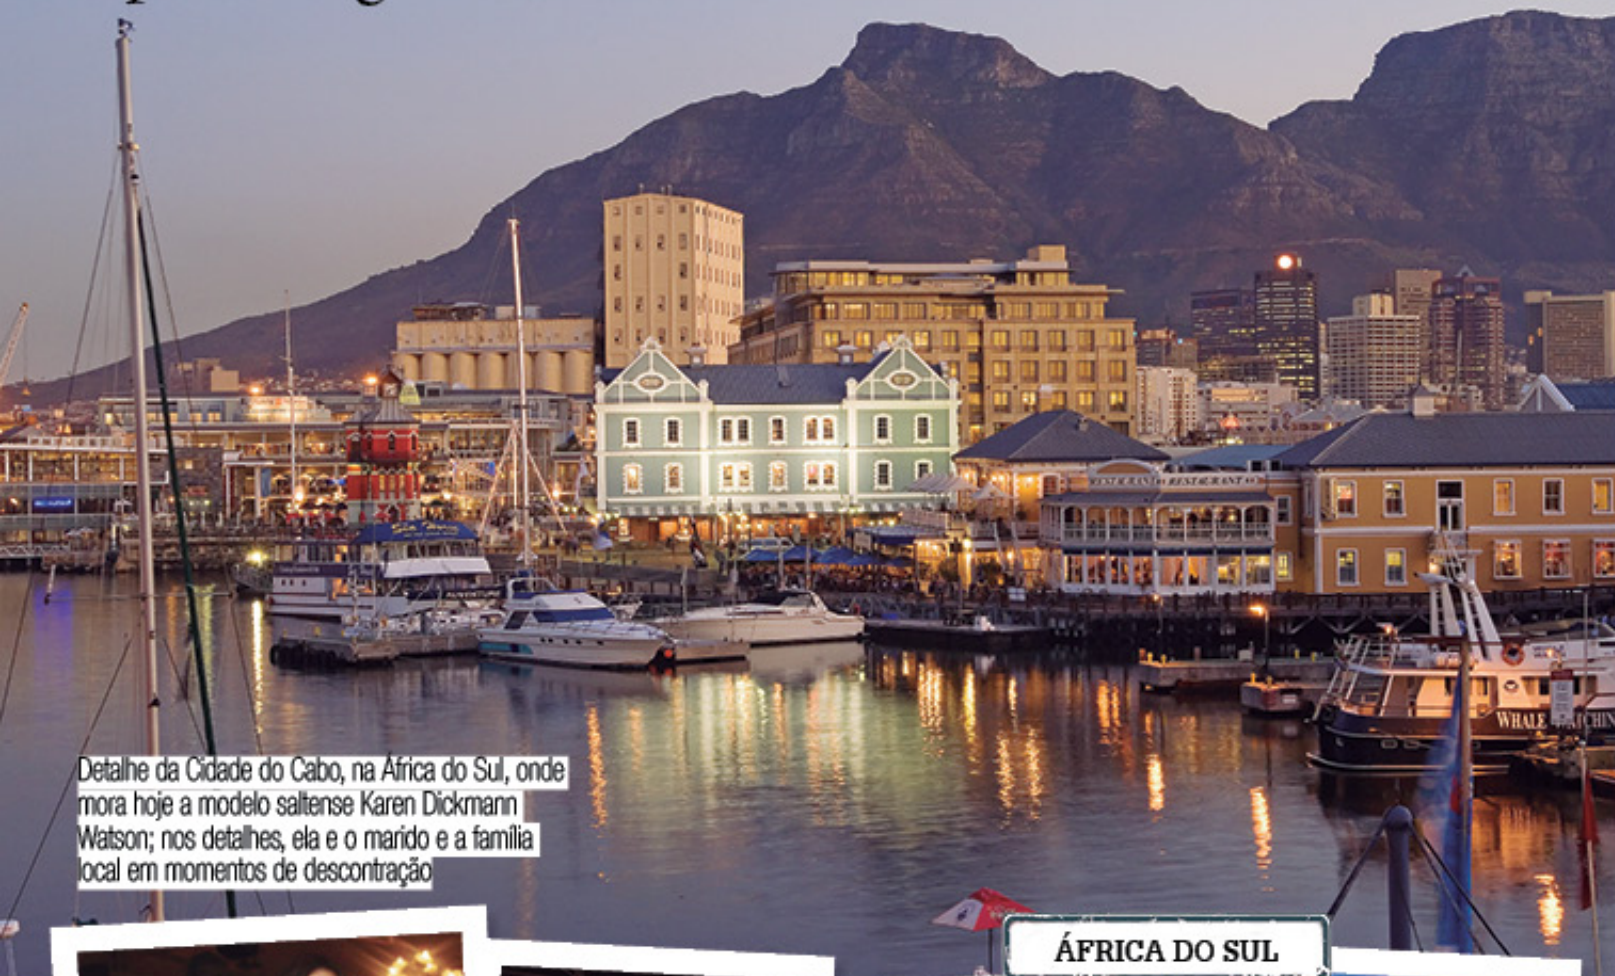 Detalhe da Cidade do Cabo, na África do Sul, onde
mora hoje a modelo saltense Karen Dickmann
Watson; nos detalhes, ela e o marido e a família
local em momentos de descontração
WHALE
ÁFRICA DO SUL